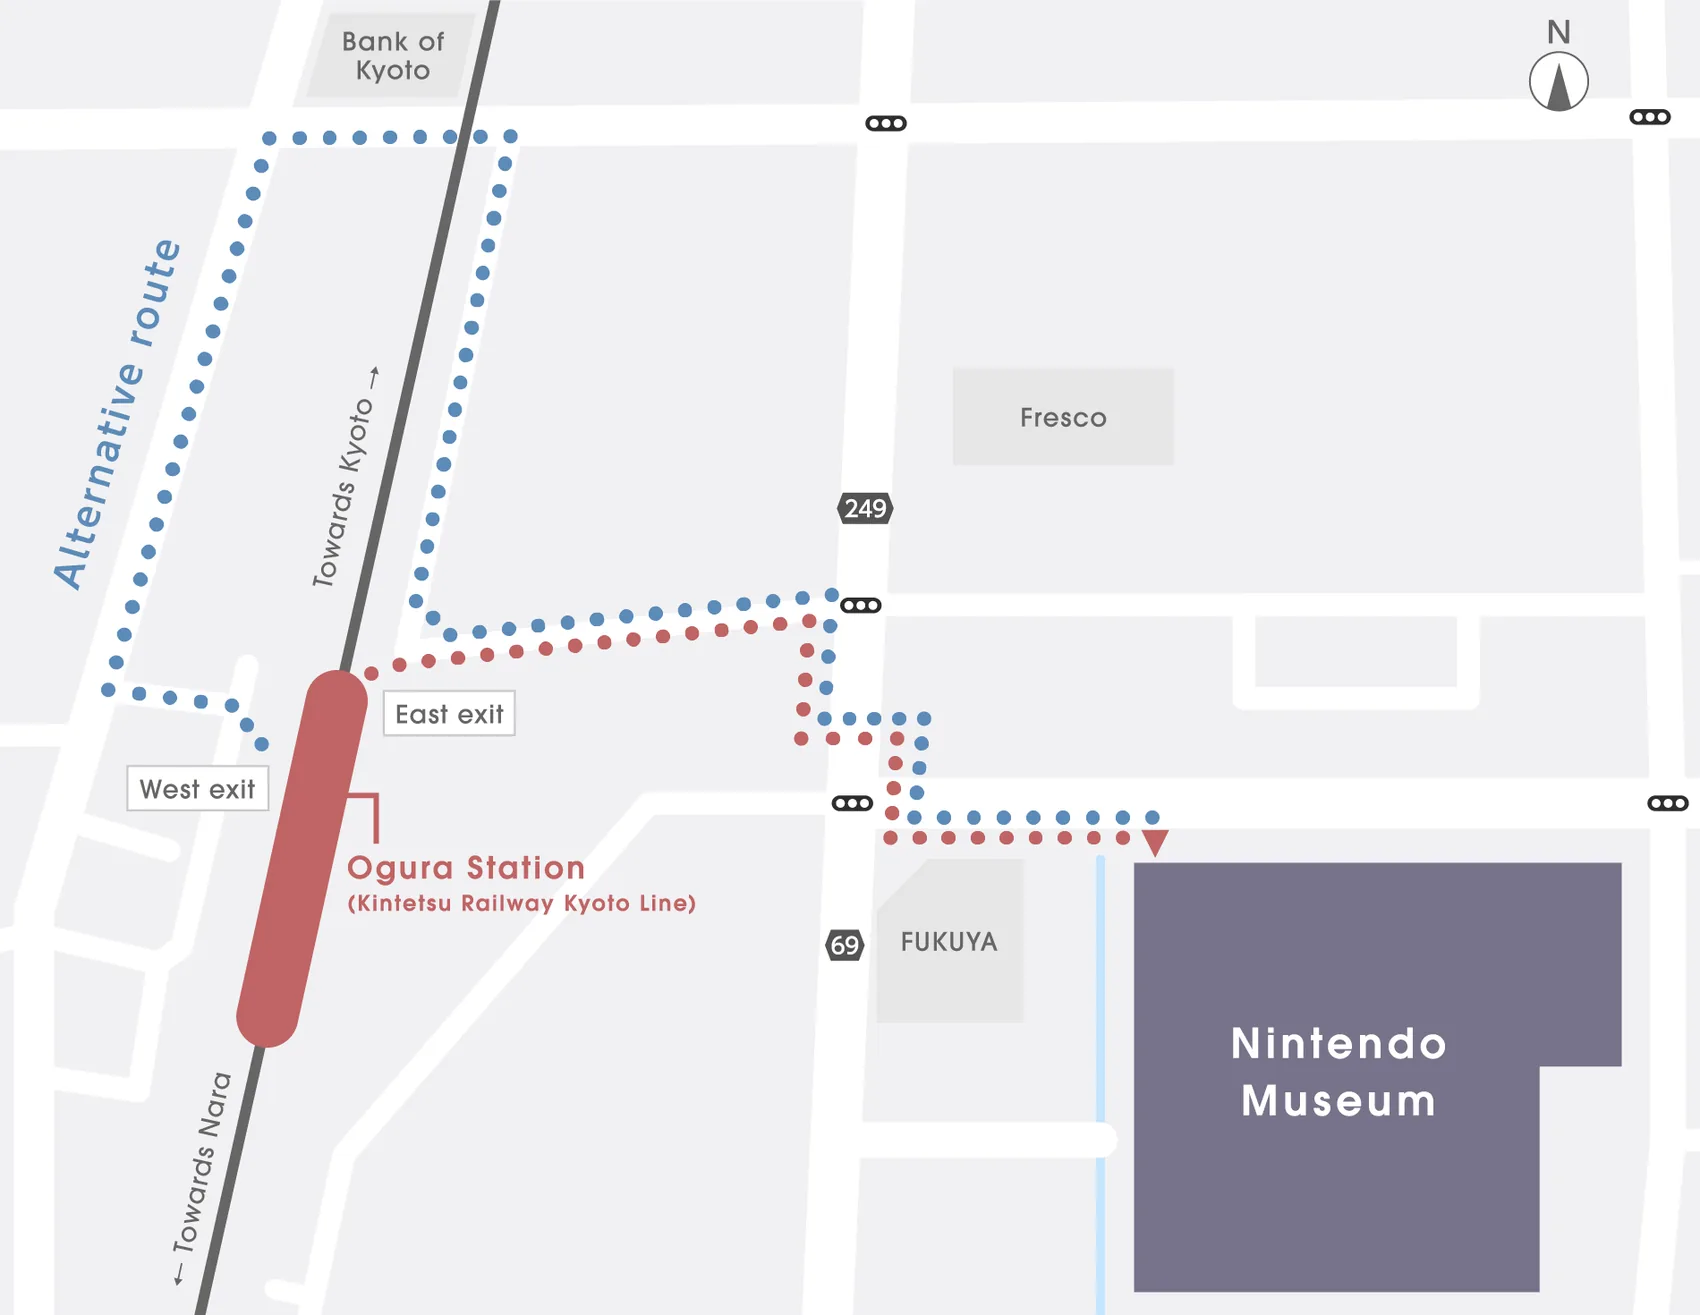 Bank of
Kyoto
N
Alternative route
Towards Kyoto →
Fresco
249
East exit
West exit
Ogura Station
(Kintetsu Railway Kyoto Line)
69
FUKUYA
Nintendo
Museum
← Towards Nara